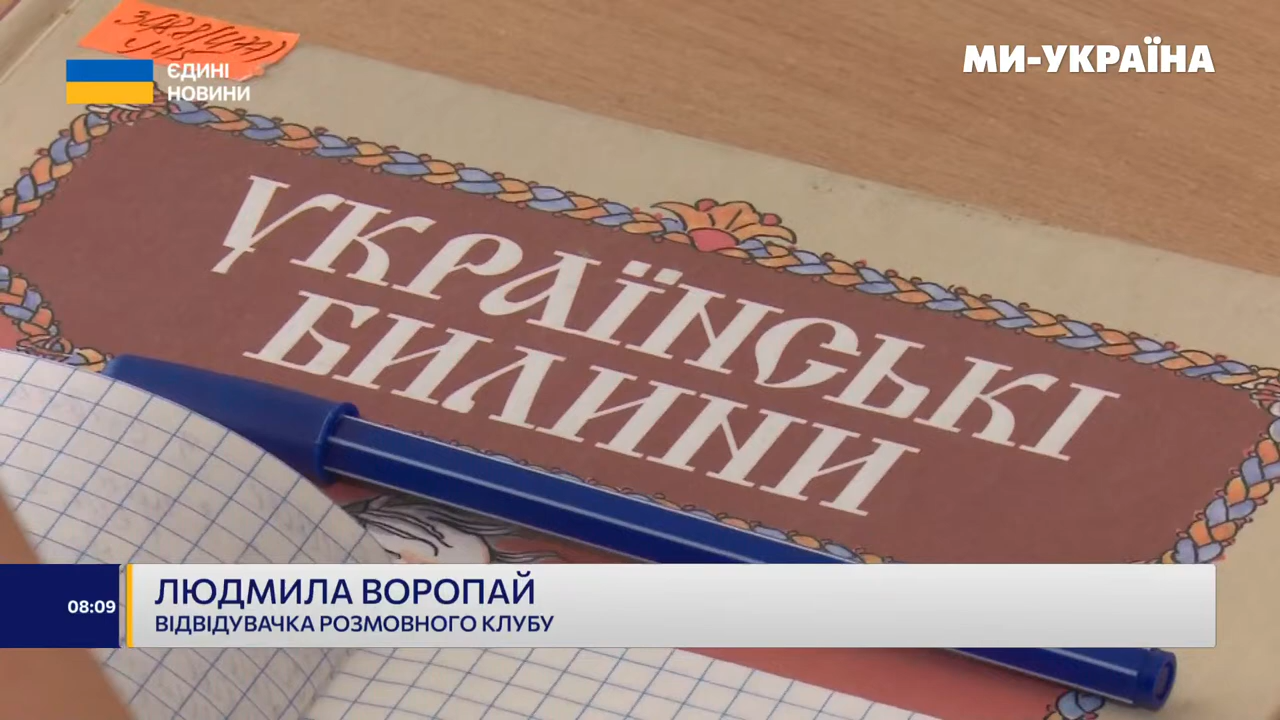 ЄДИНІ
НОВИНИ
МИ-УКРАЇНА
УКРАЇНСЬКІ
БИЛИНИ
08:09
ЛЮДМИЛА ВОРОПАЙ
ВІДВІДУВАЧКА РОЗМОВНОГО КЛУБУ